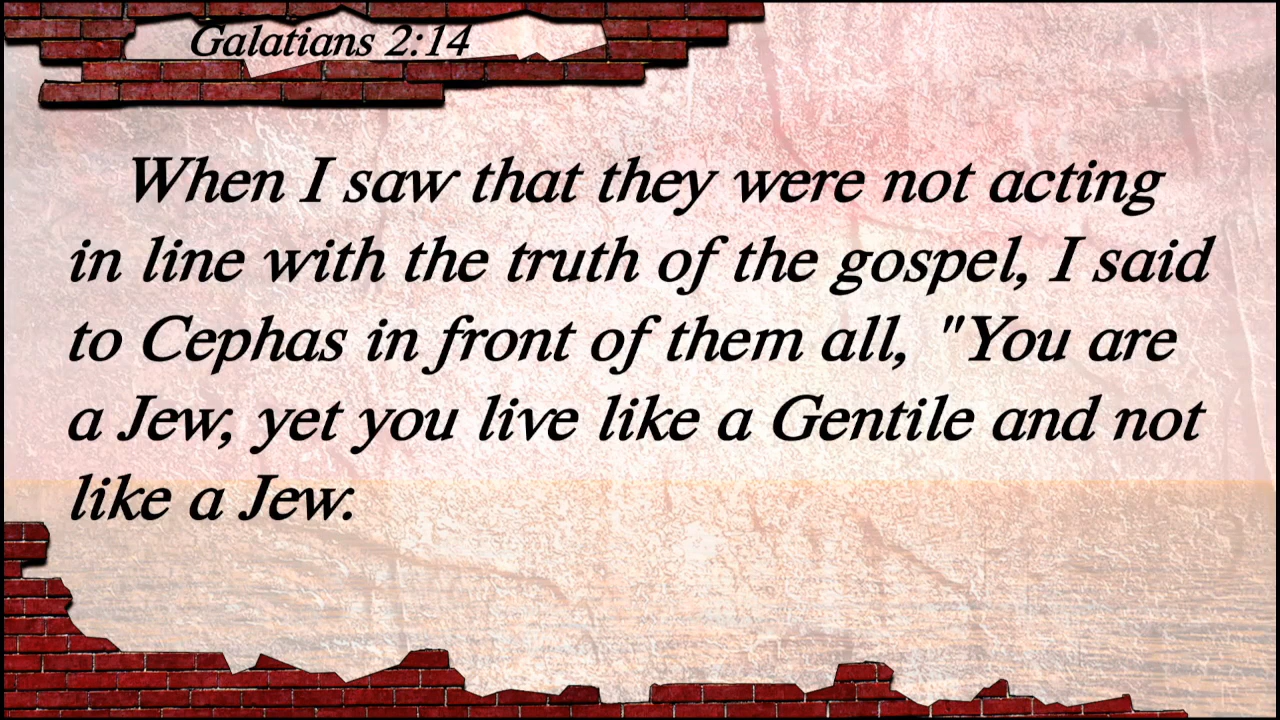 Galatians 2:14
When I saw that they were not acting
in line with the truth of the gospel, I said
to Cephas in front of them all, "You are
a Jew, yet you live like a Gentile and not
like a Jew.